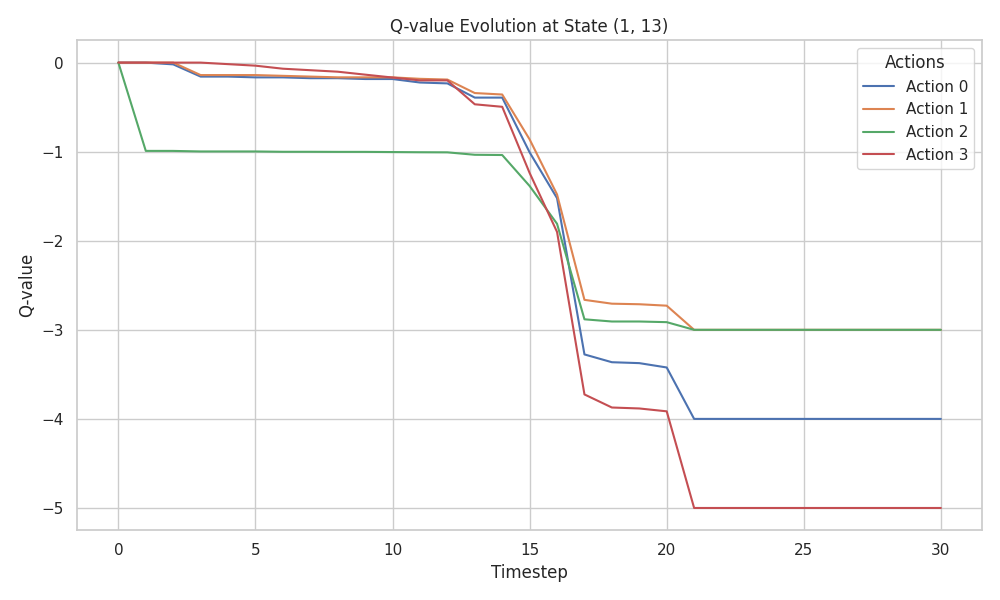 Q-value Evolution at State (1, 13)
Actions
Action 0
Action 1
Action 2
Action 3
Q-value
0
−1
−2
−3
−4
−5
0 5 10 15 20 25 30
Timestep